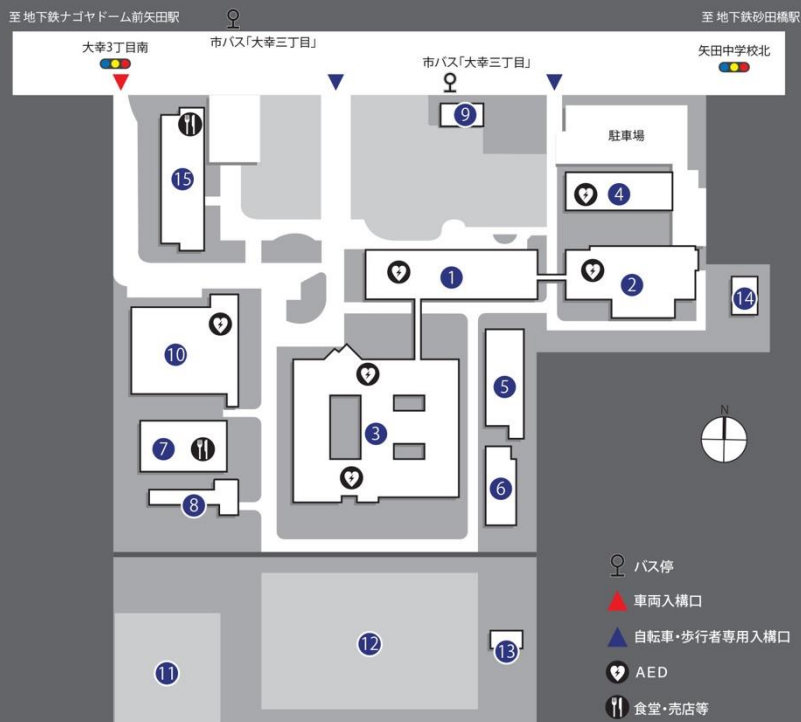 至 地下鉄ナゴヤドーム前矢田駅
至 地下鉄砂田橋駅
市バス「大幸三丁目」
大幸3丁目南
矢田中学校北
市バス「大幸三丁目」
9
駐車場
15
4
1
2
14
10
5
3
7
N
6
8
バス停
車両入構口
12
自転車・歩行者専用入構口
13
11
AED
食堂・売店等